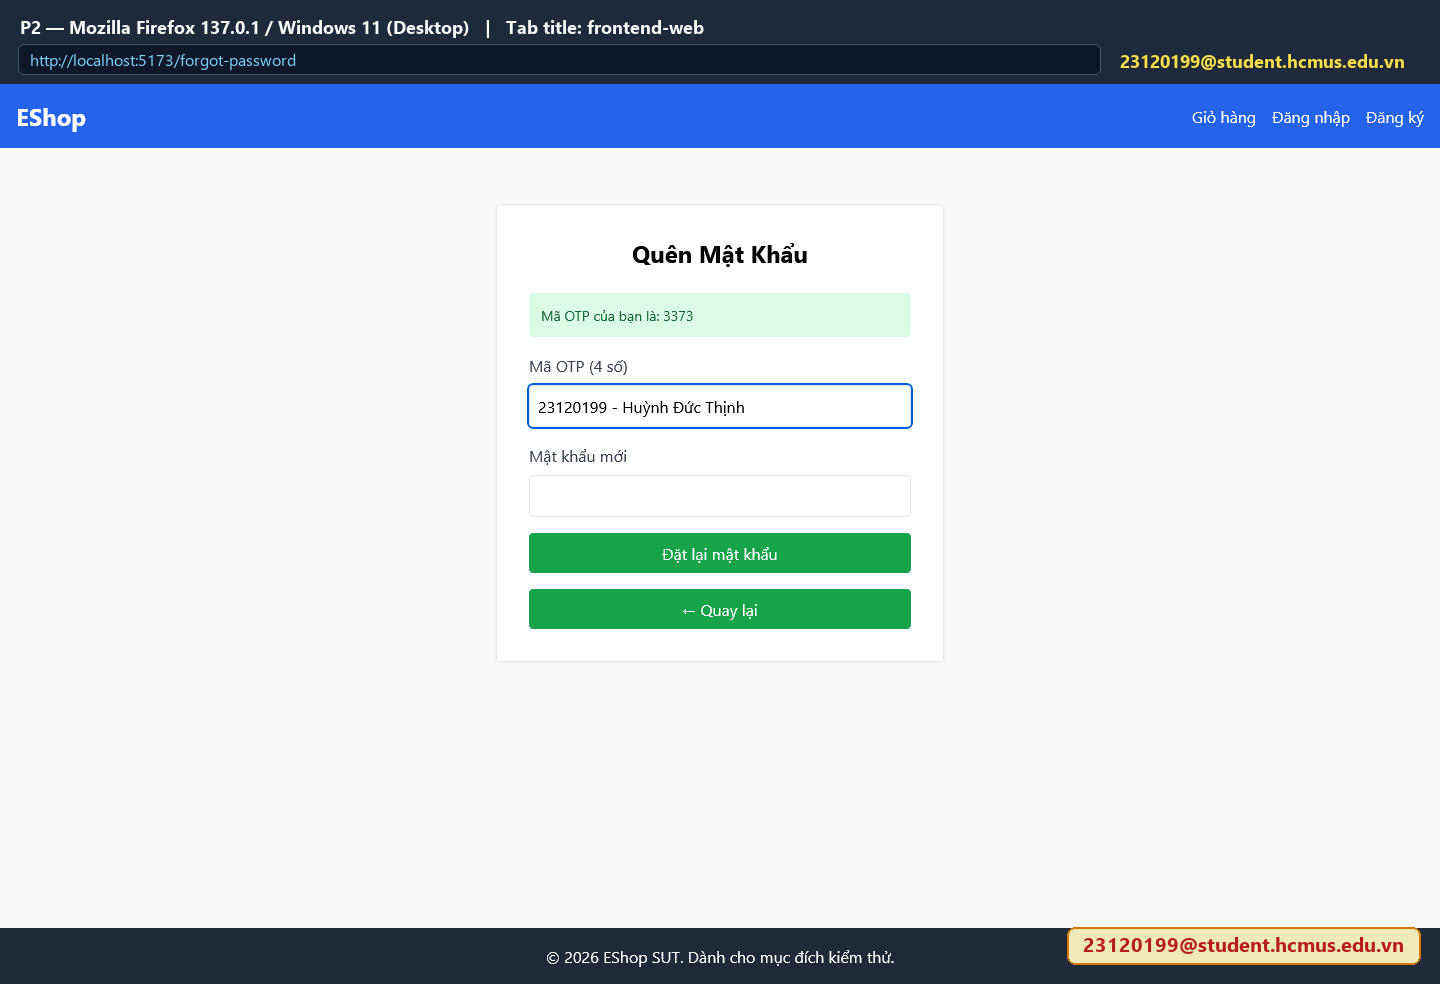 P2 — Mozilla Firefox 137.0.1 / Windows 11 (Desktop) | Tab title: frontend-web
http://localhost:5173/forgot-password
23120199@student.hcmus.edu.vn
EShop
Giỏ hàng Đăng nhập Đăng ký
Quên Mật Khẩu
Mã OTP của bạn là: 3373
Mã OTP (4 số)
23120199 - Huỳnh Đức Thịnh
Mật khẩu mới
Đặt lại mật khẩu
← Quay lại
© 2026 EShop SUT. Dành cho mục đích kiểm thử.
23120199@student.hcmus.edu.vn